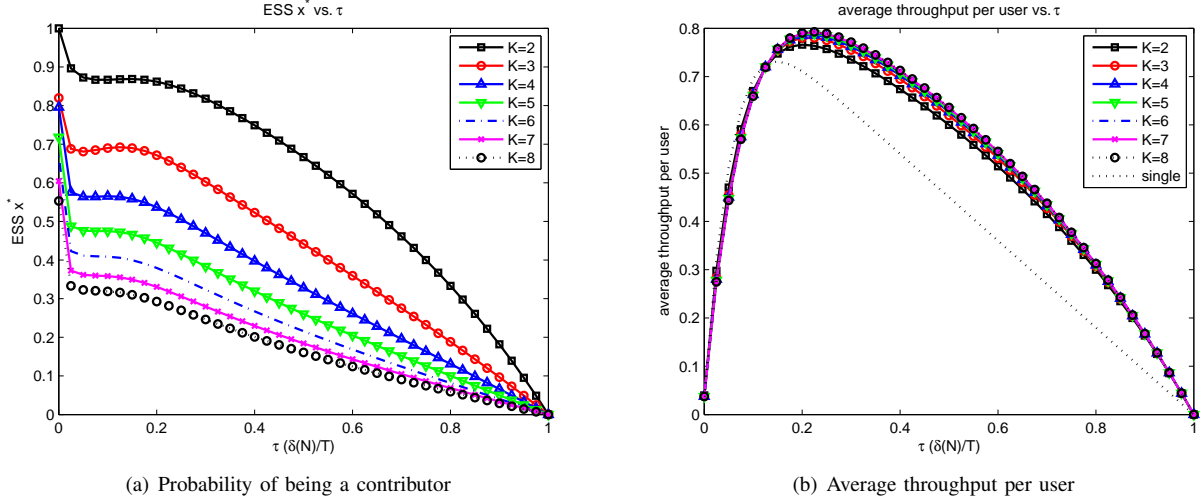 ESS x* vs. τ
1
0.9
0.8
0.7
0.6
0.5
0.4
0.3
0.2
0.1
0
ESS x*
K=2
K=3
K=4
K=5
K=6
K=7
K=8
0 0.2 0.4 0.6 0.8 1
τ (δ(N)/T)
(a) Probability of being a contributor
average throughput per user vs. τ
0.8
0.7
0.6
0.5
0.4
0.3
0.2
0.1
0
average throughput per user
K=2
K=3
K=4
K=5
K=6
K=7
K=8
single
0 0.2 0.4 0.6 0.8 1
τ (δ(N)/T)
(b) Average throughput per user